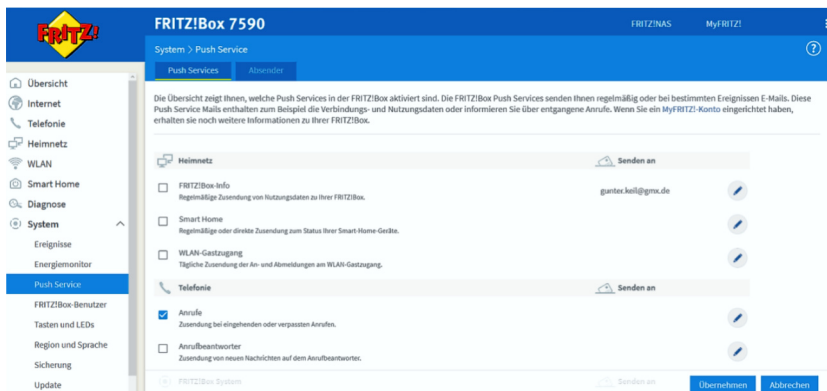 FRITZ!
FRITZ!Box 7590
FRITZ!NAS
MyFRITZ!
System > Push Service
Push Services
Absender
Übersicht
Internet
Telefonie
Heimnetz
WLAN
Smart Home
Diagnose
System
Ereignisse
Energiemonitor
Push Service
FRITZ!Box-Benutzer
Tasten und LEDs
Region und Sprache
Sicherung
Update
Die Übersicht zeigt Ihnen, welche Push Services in der FRITZ!Box aktiviert sind. Die FRITZ!Box Push Services senden Ihnen regelmäßig oder bei bestimmten Ereignissen E-Mails. Diese
Push Service Mails enthalten zum Beispiel die Verbindungs- und Nutzungsdaten oder informieren Sie über entgangene Anrufe. Wenn Sie ein MyFRITZ!-Konto eingerichtet haben,
erhalten sie noch weitere Informationen zu Ihrer FRITZ!Box.
Heimnetz
Senden an
FRITZ!Box-Info
Regelmäßige Zusendung von Nutzungsdaten zu Ihrer FRITZ!Box.
gunter.keil@gmx.de
Smart Home
Regelmäßige oder direkte Zusendung zum Status Ihrer Smart-Home-Geräte.
WLAN-Gastzugang
Tägliche Zusendung der An- und Abmeldungen am WLAN-Gastzugang.
Telefonie
Senden an
Anrufe
Zusendung bei eingehenden oder verpassten Anrufen.
Anrufbeantworter
Zusendung von neuen Nachrichten auf dem Anrufbeantworter.
FRITZ!Box System
Senden an
Übernehmen
Abbrechen